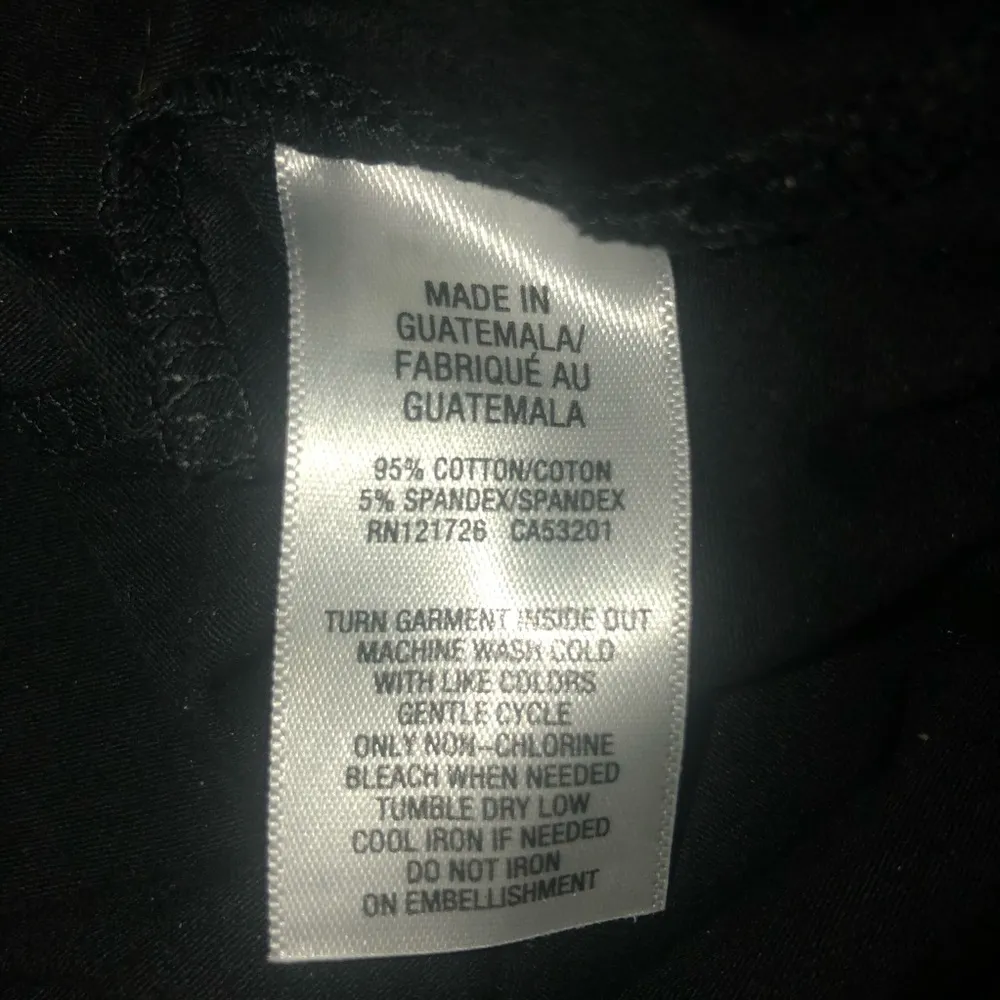 MADE IN
GUATEMALA/
FABRIQUÉ AU
GUATEMALA
95% COTTON/COTON
5% SPANDEX/SPANDEX
RN121726 CA53201
TURN GARMENT INSIDE OUT
MACHINE WASH COLD
WITH LIKE COLORS
GENTLE CYCLE
ONLY NON-CHLORINE
BLEACH WHEN NEEDED
TUMBLE DRY LOW
COOL IRON IF NEEDED
DO NOT IRON
ON EMBELLISHMENT